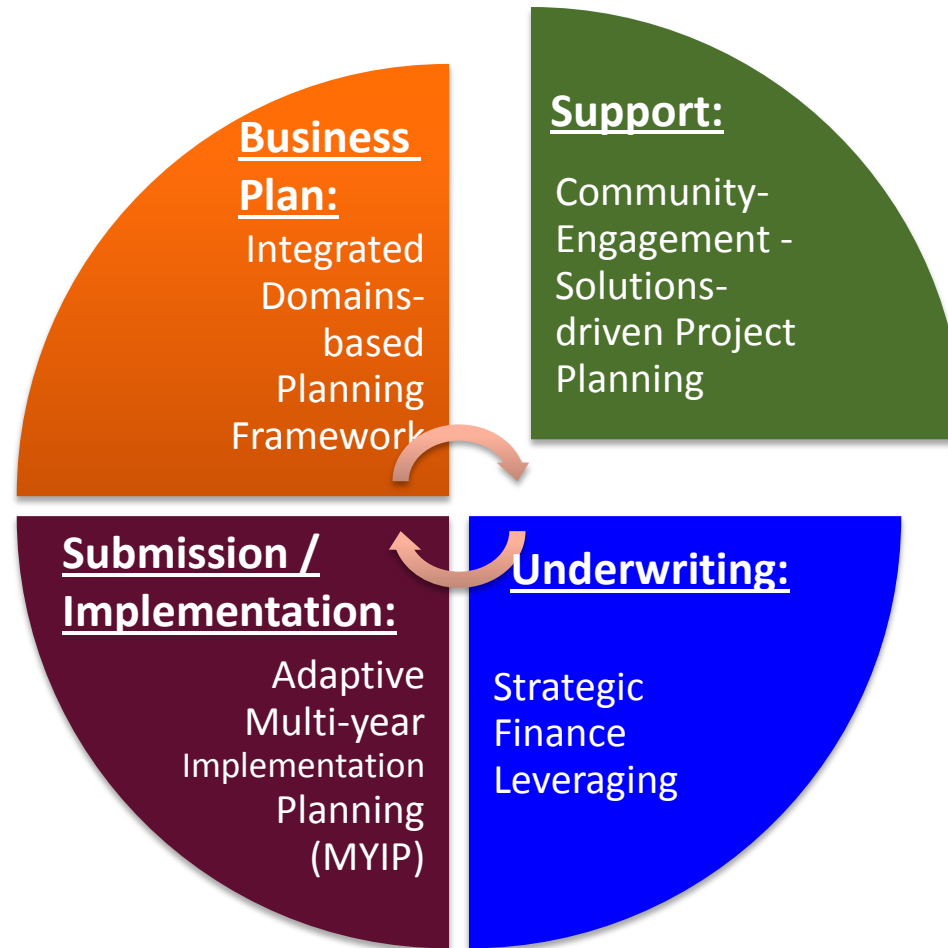 Business
Plan:
Integrated
Domains-
based
Planning
Framework
Support:
Community-
Engagement -
Solutions-
driven Project
Planning
Submission /
Implementation:
Adaptive
Multi-year
Implementation
Planning
(MYIP)
Underwriting:
Strategic
Finance
Leveraging